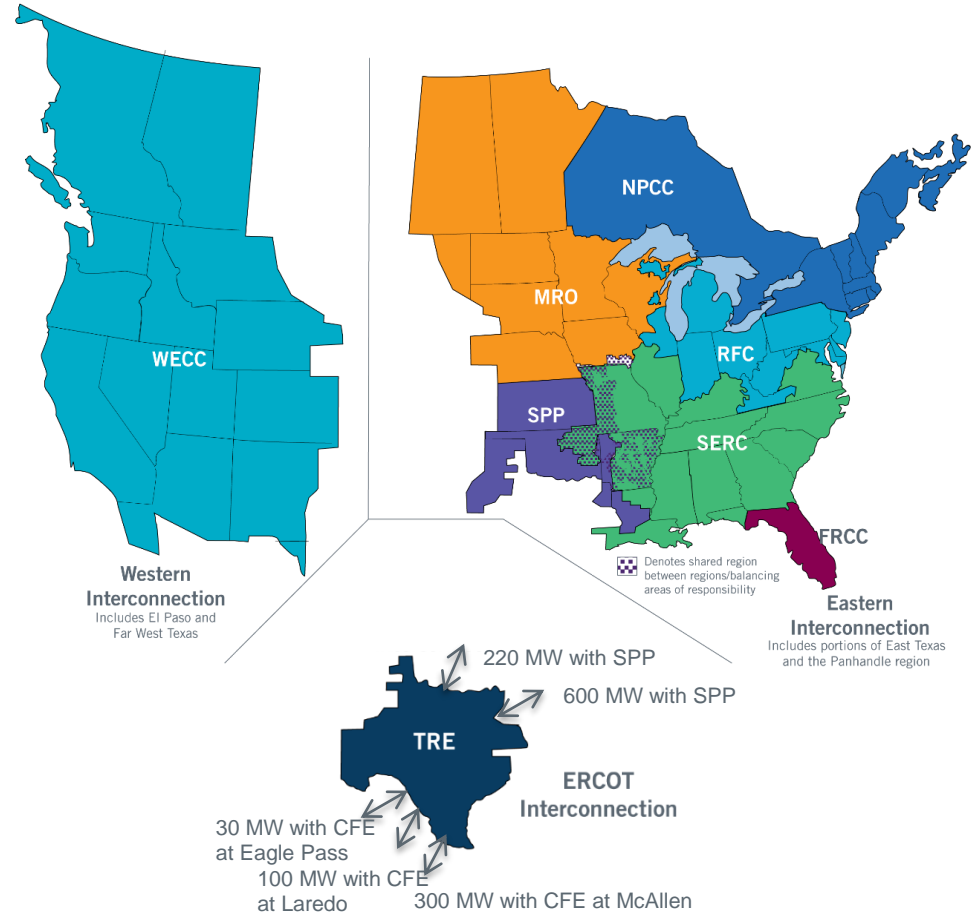 WECC
Western
Interconnection
Includes El Paso and
Far West Texas
NPCC
MRO
RFC
SPP
SERC
FRCC
Denotes shared region
between regions/balancing
areas of responsibility
Eastern
Interconnection
Includes portions of East Texas
and the Panhandle region
220 MW with SPP
600 MW with SPP
TRE
ERCOT
Interconnection
30 MW with CFE
at Eagle Pass
100 MW with CFE
at Laredo
300 MW with CFE at McAllen